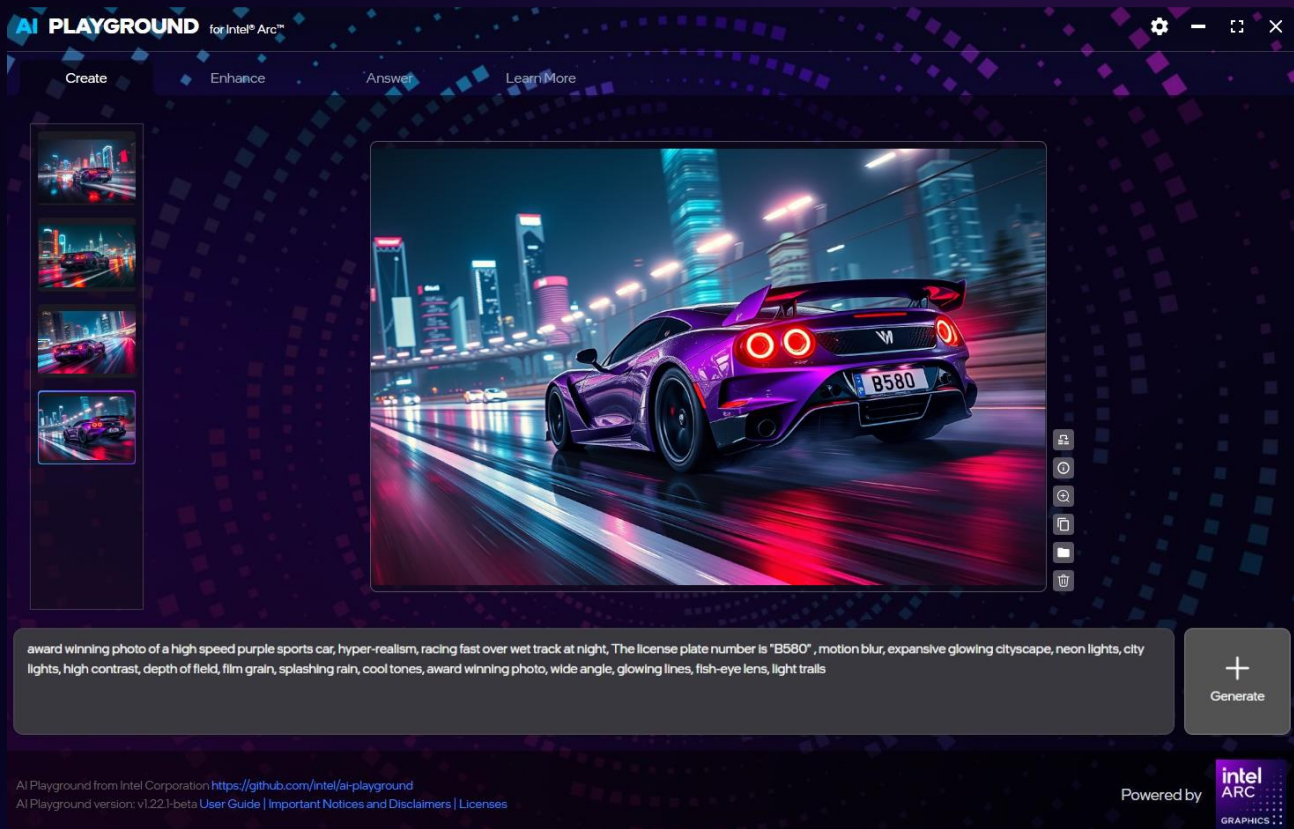 AI PLAYGROUND for Intel® Arc™
Create Enhance Answer Learn More
B580
award winning photo of a high speed purple sports car, hyper-realism, racing fast over wet track at night, The license plate number is "B580" , motion blur, expansive glowing cityscape, neon lights, city
lights, high contrast, depth of field, film grain, splashing rain, cool tones, award winning photo, wide angle, glowing lines, fish-eye lens, light trails
Generate
AI Playground from Intel Corporation https://github.com/intel/ai-playground
AI Playground version: v1.22.1-beta User Guide | Important Notices and Disclaimers | Licenses
Powered by
intel
ARC
GRAPHICS